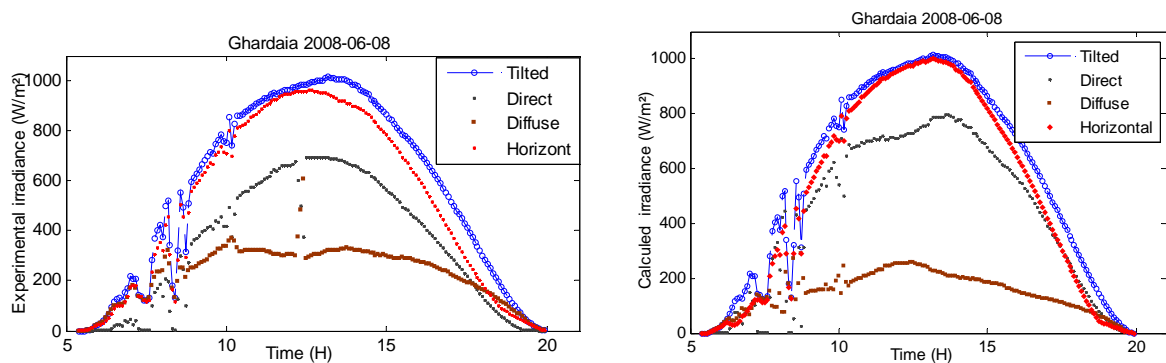 Ghardaia 2008-06-08
Experimental irradiance (W/m²)
1000
800
600
400
200
0
5
10
15
20
Time (H)
Tilted
Direct
Diffuse
Horizont
Ghardaia 2008-06-08
Calculed irradiance (W/m²)
1000
800
600
400
200
0
5
10
15
20
Time (H)
Tilted
Direct
Diffuse
Horizontal